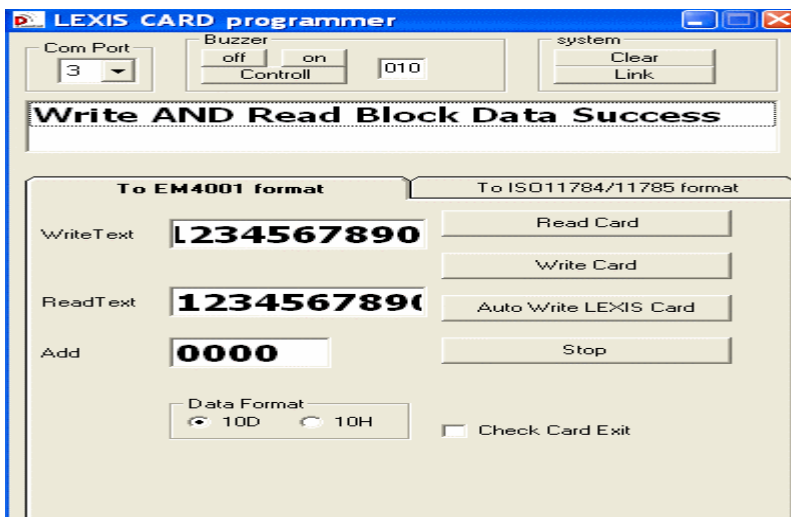 LEXIS CARD programmer
Com Port
3
Buzzer
off on
Controll
010
system
Clear
Link
Write AND Read Block Data Success
To EM4001 format
To ISO11784/11785 format
WriteText 1234567890
Read Card
Write Card
ReadText 1234567890
Auto Write LEXIS Card
Add 0000
Stop
Data Format
10D 10H
Check Card Exit